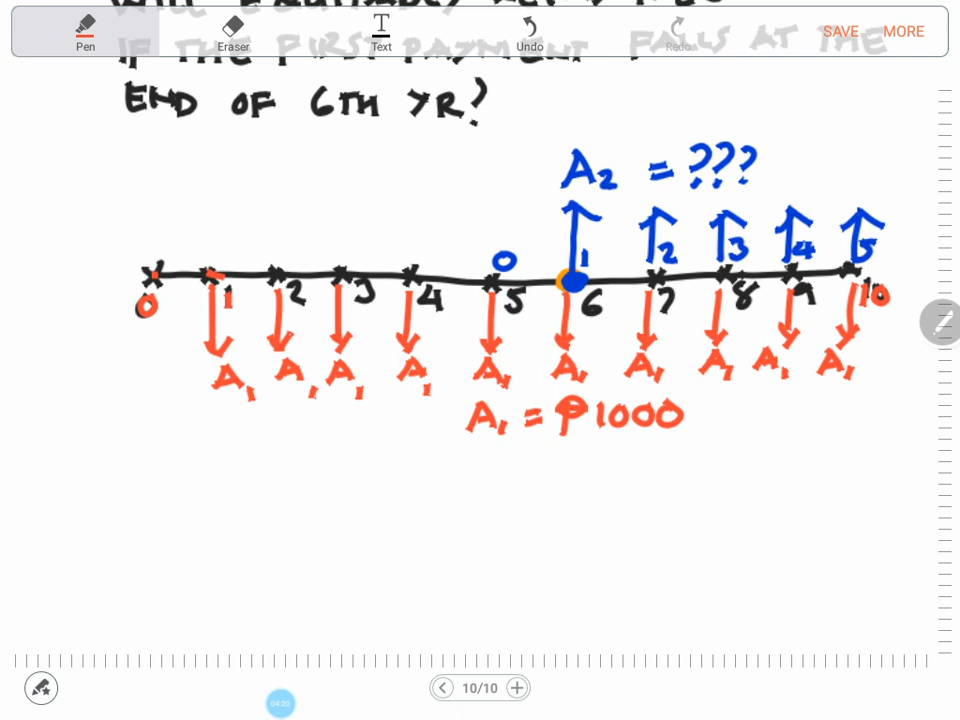 Pen
Eraser
Text
Undo
Redo
SAVE
MORE
IF THE FIRST PAYMENT FALLS AT THE
END OF 6TH YR?
A2 = ???
0 1 2 3 4 5
0 1 2 3 4 5 6 7 8 9 10
A1 A1 A1 A1 A1 A1 A1 A1 A1 A1
A1 = ₱1000
10/10
04:20